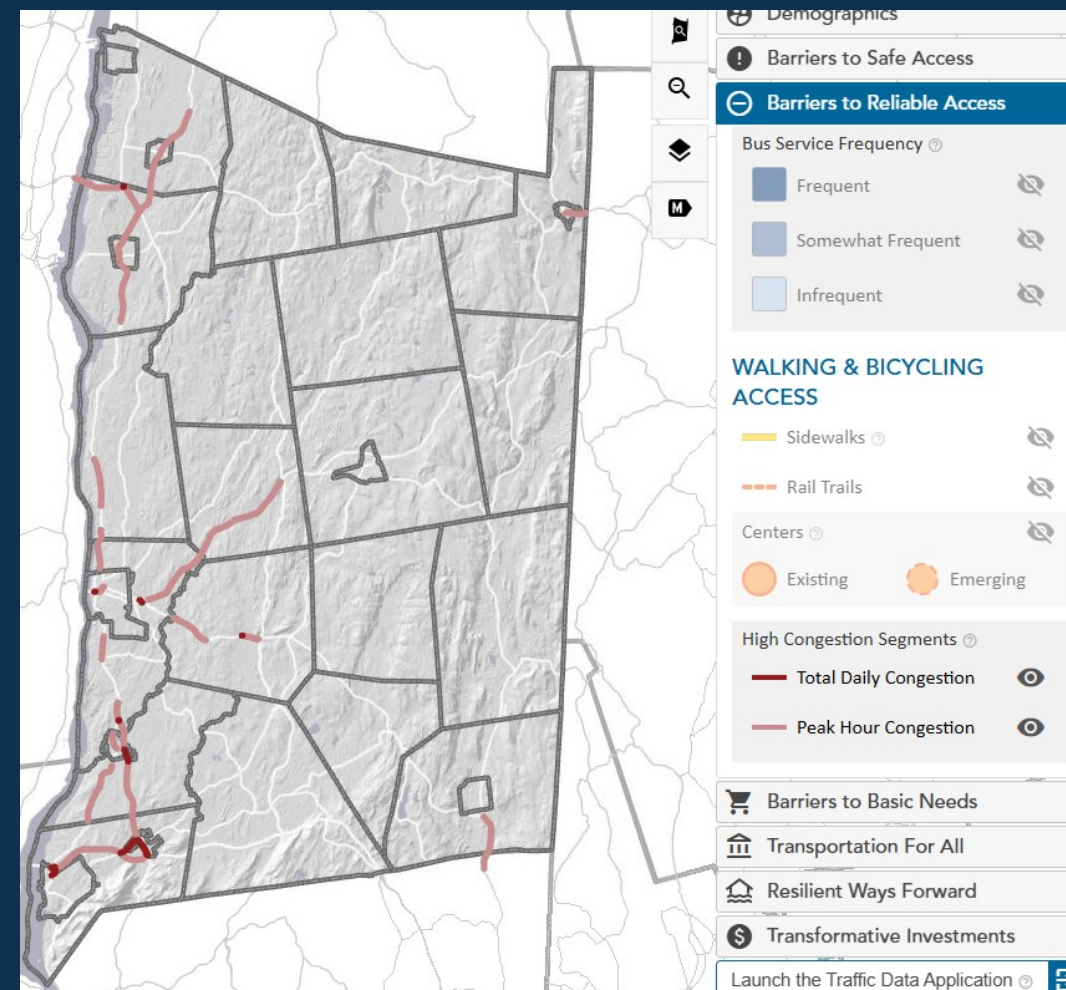 Demographics
Barriers to Safe Access
Barriers to Reliable Access
Bus Service Frequency
Frequent
Somewhat Frequent
Infrequent
WALKING & BICYCLING
ACCESS
Sidewalks
Rail Trails
Centers
Existing Emerging
High Congestion Segments
Total Daily Congestion
Peak Hour Congestion
Barriers to Basic Needs
Transportation For All
Resilient Ways Forward
Transformative Investments
Launch the Traffic Data Application
M